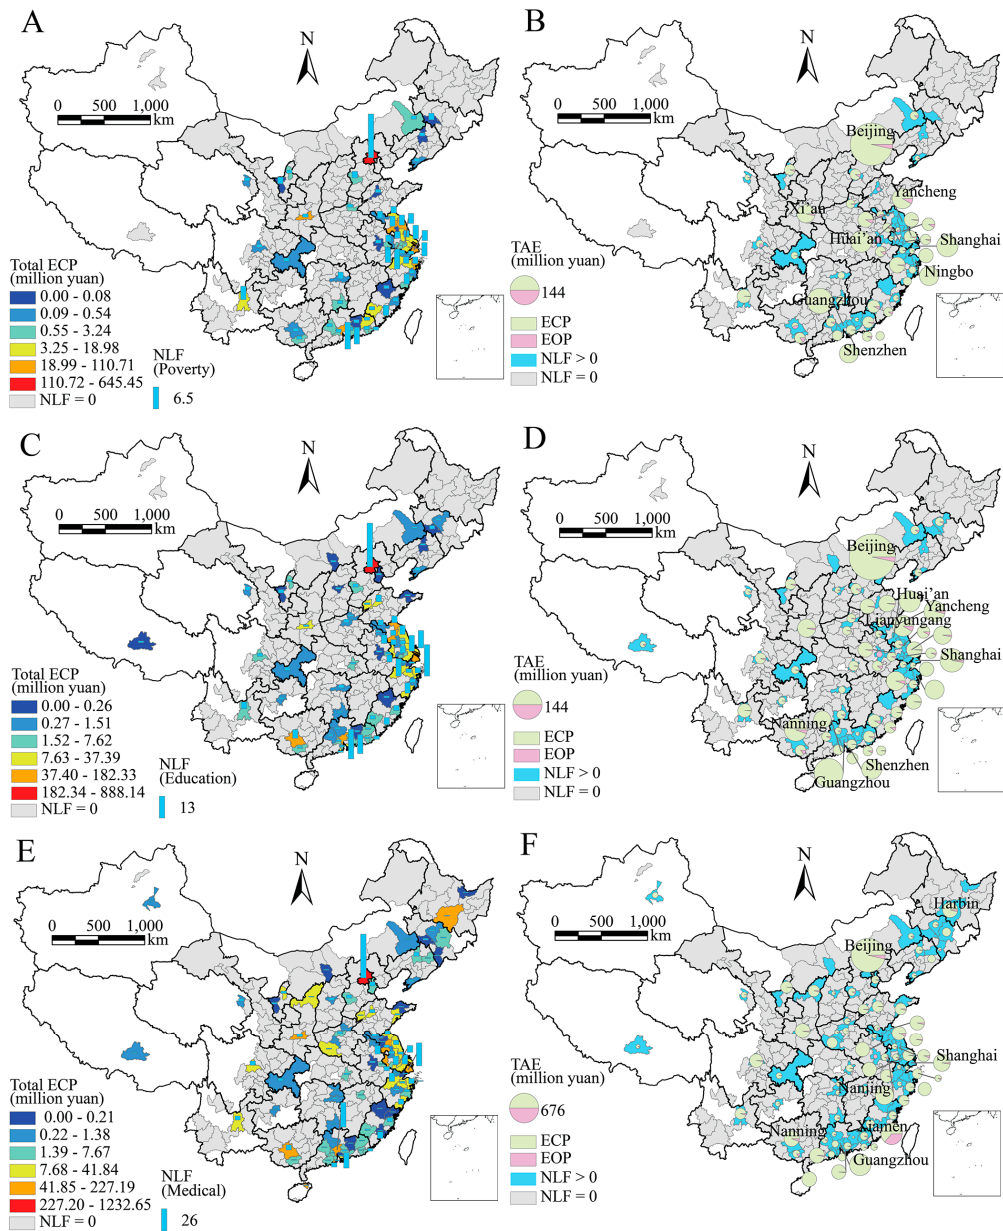 A
N
0 500 1,000
km
Total ECP
(million yuan)
0.00 - 0.08
0.09 - 0.54
0.55 - 3.24
3.25 - 18.98
18.99 - 110.71
110.72 - 645.45
NLF = 0
NLF
(Poverty)
6.5
B
N
0 500 1,000
km
Beijing
Yancheng
Xi'an
Huai'an
Shanghai
Ningbo
Guangzhou
Shenzhen
TAE
(million yuan)
144
ECP
EOP
NLF > 0
NLF = 0
C
N
0 500 1,000
km
Total ECP
(million yuan)
0.00 - 0.26
0.27 - 1.51
1.52 - 7.62
7.63 - 37.39
37.40 - 182.33
182.34 - 888.14
NLF = 0
NLF
(Education)
13
D
N
0 500 1,000
km
Beijing
Huai'an
Yancheng
Lianyungang
Shanghai
Nanning
Shenzhen
Guangzhou
TAE
(million yuan)
144
ECP
EOP
NLF > 0
NLF = 0
E
N
0 500 1,000
km
Total ECP
(million yuan)
0.00 - 0.21
0.22 - 1.38
1.39 - 7.67
7.68 - 41.84
41.85 - 227.19
227.20 - 1232.65
NLF = 0
NLF
(Medical)
26
F
N
0 500 1,000
km
Harbin
Beijing
Shanghai
Nanjing
Xiamen
Nanning
Guangzhou
TAE
(million yuan)
676
ECP
EOP
NLF > 0
NLF = 0